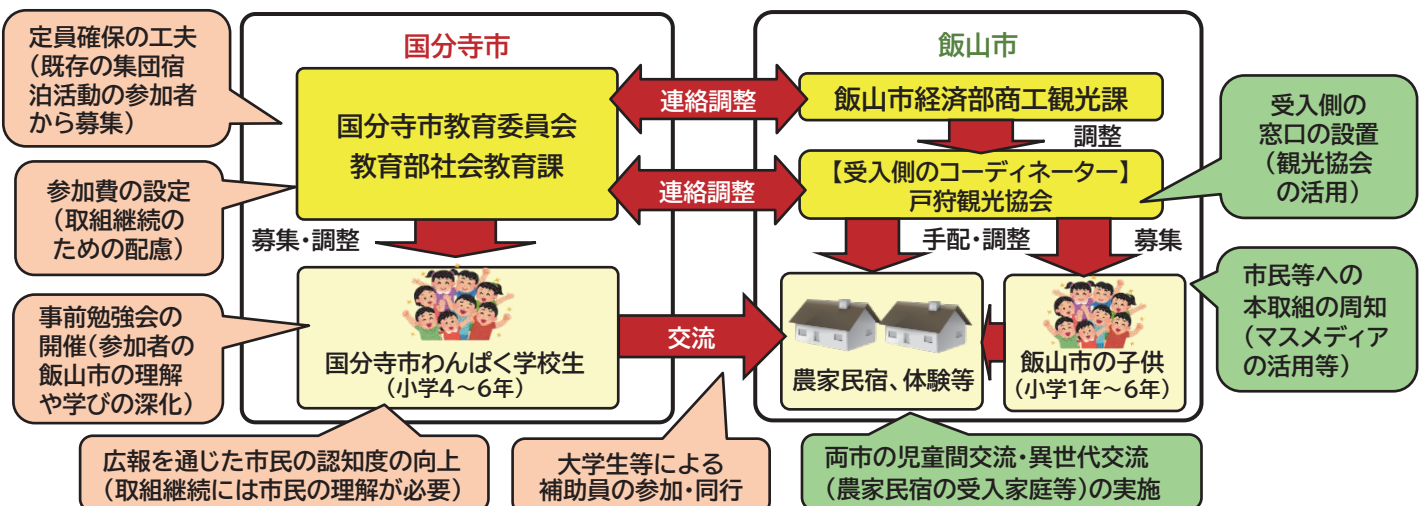 定員確保の工夫
(既存の集団宿
泊活動の参加者
から募集)
参加費の設定
(取組継続の
ための配慮)
事前勉強会の
開催(参加者の
飯山市の理解
や学びの深化)
国分寺市
国分寺市教育委員会
教育部社会教育課
募集・調整
国分寺市わんぱく学校生
(小学4～6年)
連絡調整
連絡調整
交流
飯山市
飯山市経済部商工観光課
調整
【受入側のコーディネーター】
戸狩観光協会
手配・調整
募集
農家民宿、体験等
飯山市の子供
(小学1年～6年)
受入側の
窓口の設置
(観光協会
の活用)
市民等への
本取組の周知
(マスメディア
の活用等)
広報を通じた市民の認知度の向上
(取組継続には市民の理解が必要)
大学生等による
補助員の参加・同行
両市の児童間交流・異世代交流
(農家民宿の受入家庭等)の実施